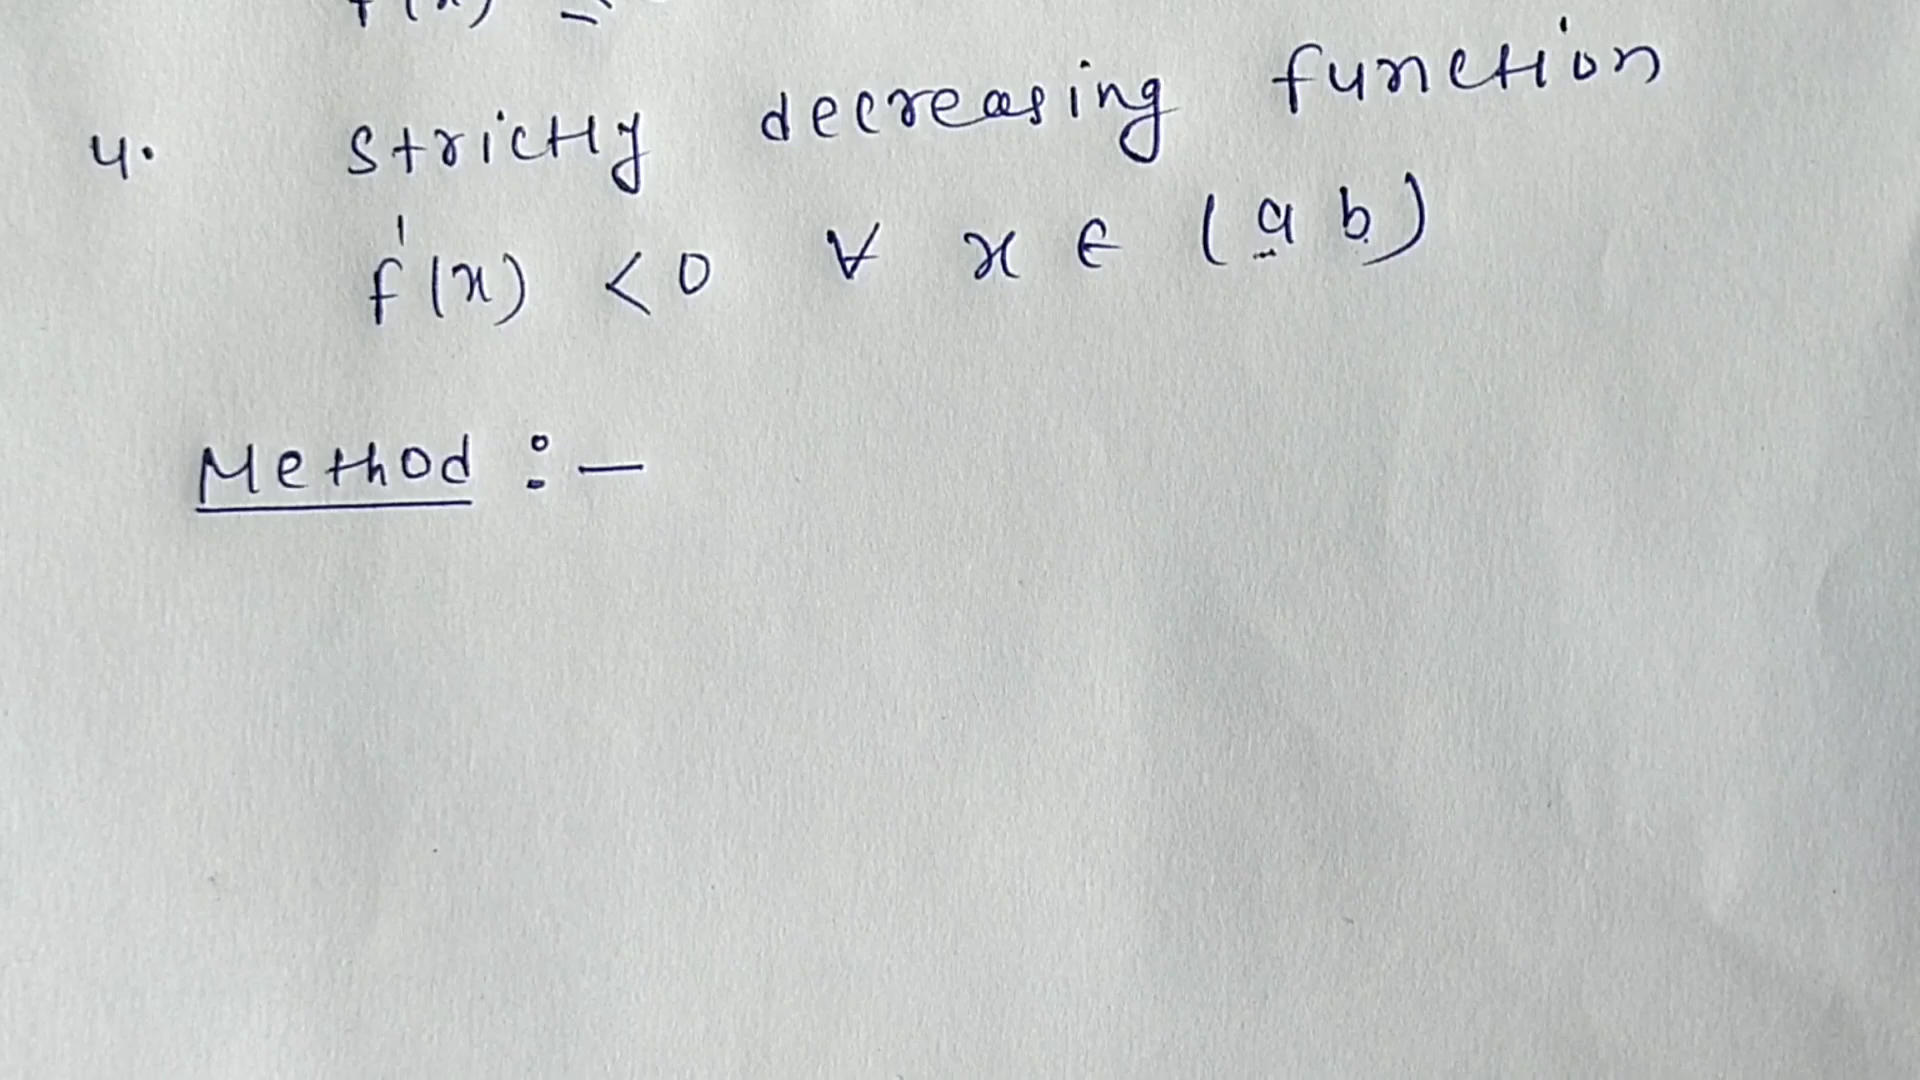 f(x) =
4. Strictly decreasing function
f'(x) < 0 ∀ x ∈ (a b)
Method :-